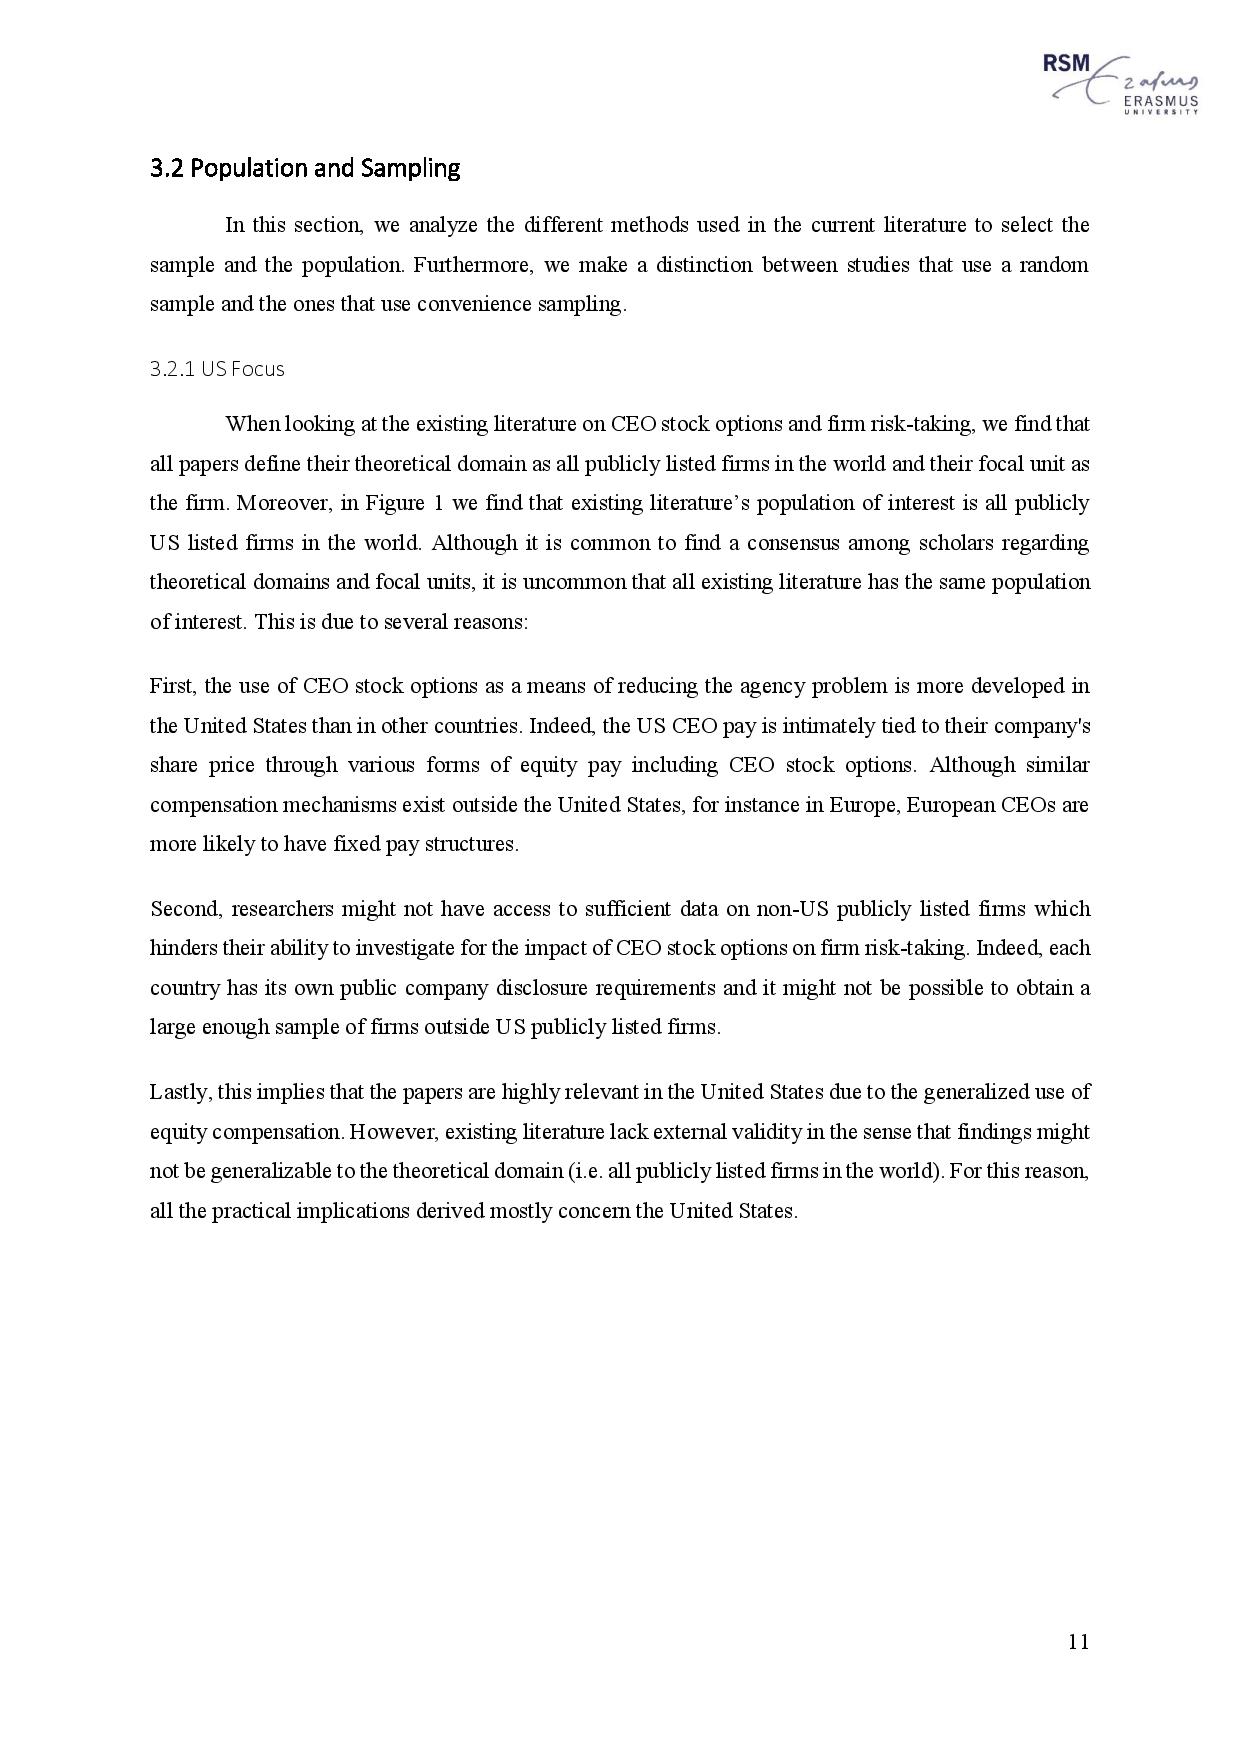 RSM
Erasmus
ERASMUS
UNIVERSITY
3.2 Population and Sampling
In this section, we analyze the different methods used in the current literature to select the
sample and the population. Furthermore, we make a distinction between studies that use a random
sample and the ones that use convenience sampling.
3.2.1 US Focus
When looking at the existing literature on CEO stock options and firm risk-taking, we find that
all papers define their theoretical domain as all publicly listed firms in the world and their focal unit as
the firm. Moreover, in Figure 1 we find that existing literature’s population of interest is all publicly
US listed firms in the world. Although it is common to find a consensus among scholars regarding
theoretical domains and focal units, it is uncommon that all existing literature has the same population
of interest. This is due to several reasons:
First, the use of CEO stock options as a means of reducing the agency problem is more developed in
the United States than in other countries. Indeed, the US CEO pay is intimately tied to their company's
share price through various forms of equity pay including CEO stock options. Although similar
compensation mechanisms exist outside the United States, for instance in Europe, European CEOs are
more likely to have fixed pay structures.
Second, researchers might not have access to sufficient data on non-US publicly listed firms which
hinders their ability to investigate for the impact of CEO stock options on firm risk-taking. Indeed, each
country has its own public company disclosure requirements and it might not be possible to obtain a
large enough sample of firms outside US publicly listed firms.
Lastly, this implies that the papers are highly relevant in the United States due to the generalized use of
equity compensation. However, existing literature lack external validity in the sense that findings might
not be generalizable to the theoretical domain (i.e. all publicly listed firms in the world). For this reason,
all the practical implications derived mostly concern the United States.
11